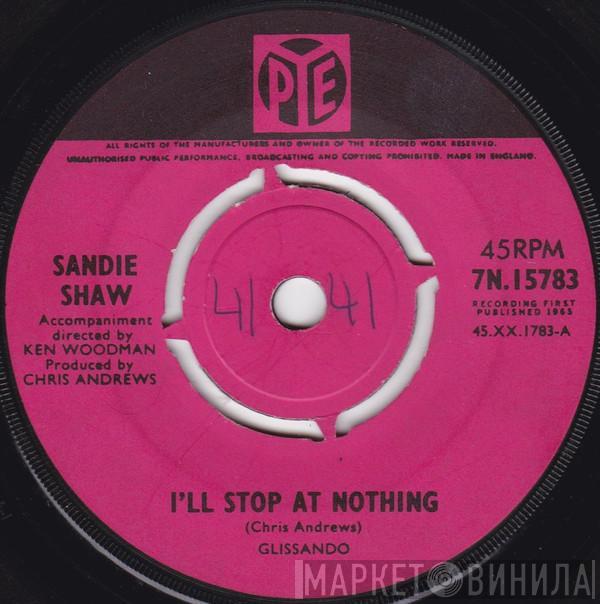 PYE
ALL RIGHTS OF THE MANUFACTURERS AND OWNER OF THE RECORDED WORK RESERVED.
UNAUTHORISED PUBLIC PERFORMANCE, BROADCASTING AND COPYING PROHIBITED. MADE IN ENGLAND.
SANDIE
SHAW
Accompaniment
directed by
KEN WOODMAN
Produced by
CHRIS ANDREWS
45RPM
7N.15783
RECORDING FIRST
PUBLISHED 1965
45.XX.1783-A
41 41
I'LL STOP AT NOTHING
(Chris Andrews)
GLISSANDO
МАРКЕТ ВИНИЛА